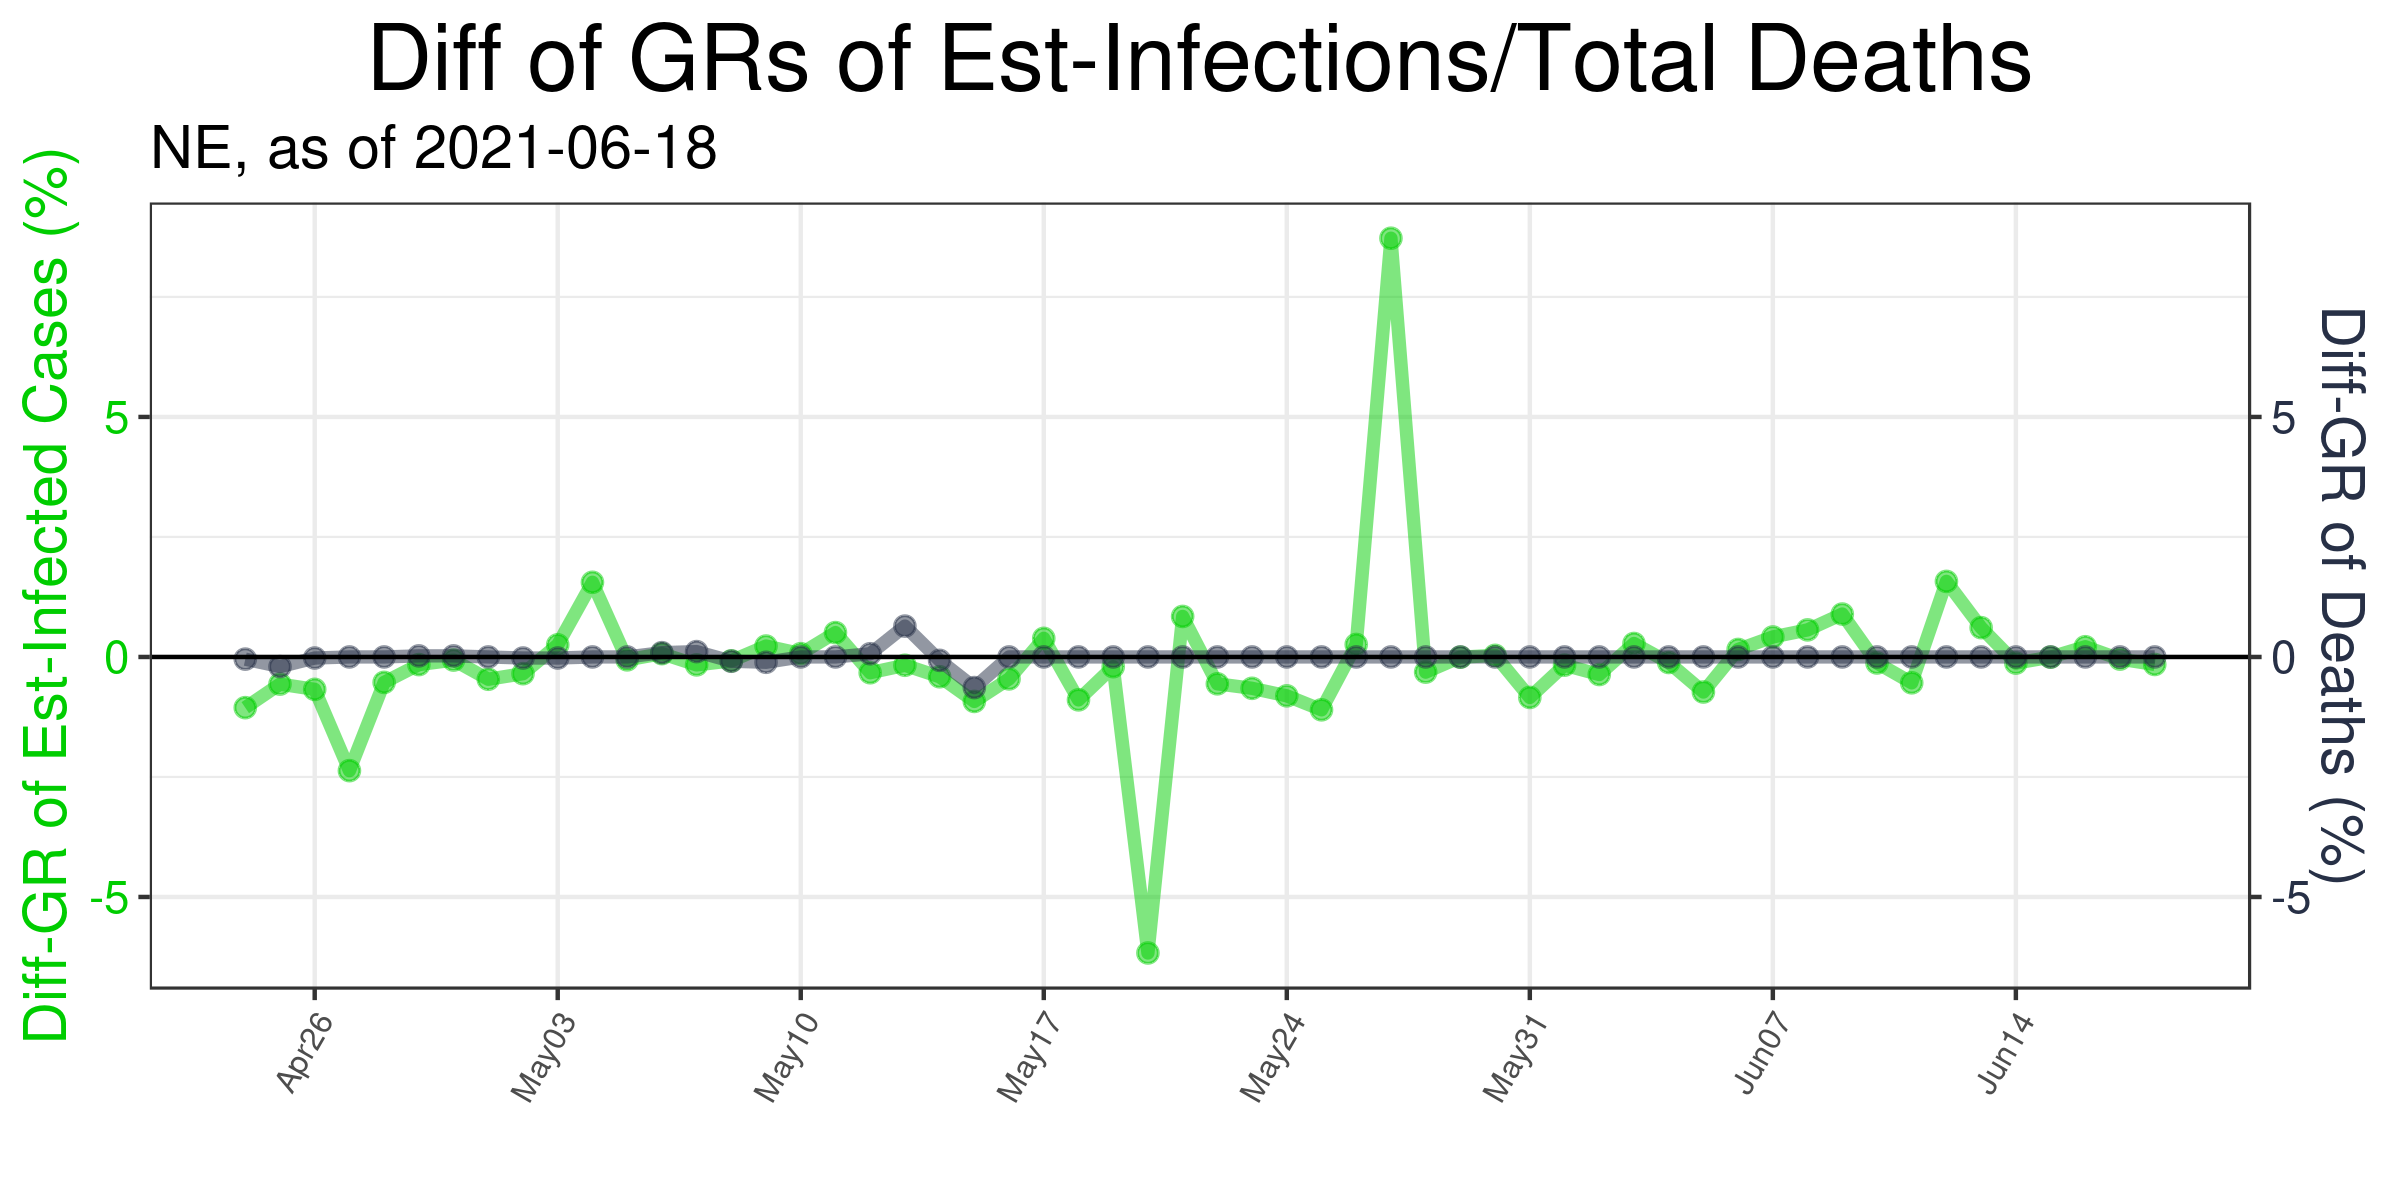 Diff of GRs of Est-Infections/Total Deaths
NE, as of 2021-06-18
Diff-GR of Est-Infected Cases (%)
5
0
-5
5
0
-5
Diff-GR of Deaths (%)
Apr26
May03
May10
May17
May24
May31
Jun07
Jun14